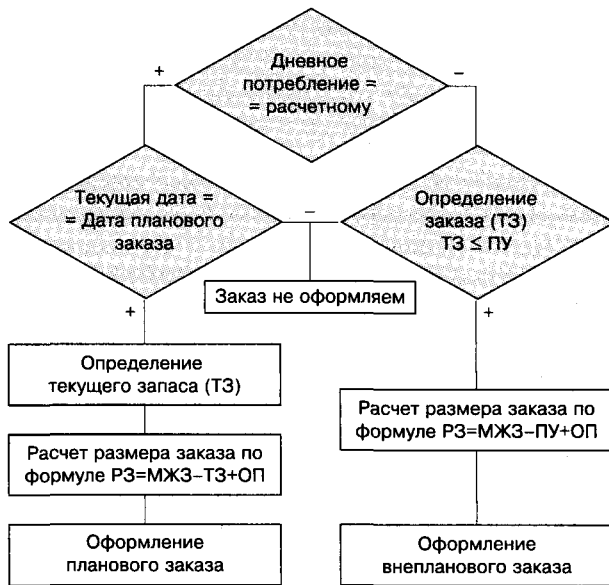 +
Дневное
потребление =
= расчетному
–
Текущая дата =
= Дата планового
заказа
–
Определение
заказа (ТЗ)
ТЗ ≤ ПУ
Заказ не оформляем
+
+
Определение
текущего запаса (ТЗ)
Расчет размера заказа по
формуле РЗ=МЖЗ–ТЗ+ОП
Оформление
планового заказа
Расчет размера заказа по
формуле РЗ=МЖЗ–ПУ+ОП
Оформление
внепланового заказа